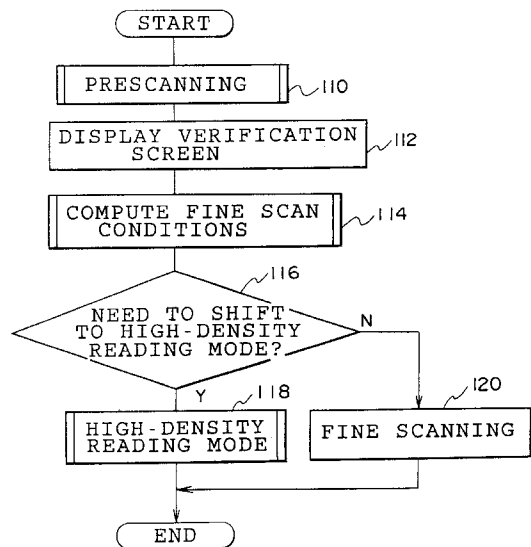 START
PRESCANNING
110
DISPLAY VERIFICATION
SCREEN
112
COMPUTE FINE SCAN
CONDITIONS
114
116
NEED TO SHIFT
TO HIGH-DENSITY
READING MODE?
N
Y
118
HIGH-DENSITY
READING MODE
120
FINE SCANNING
END